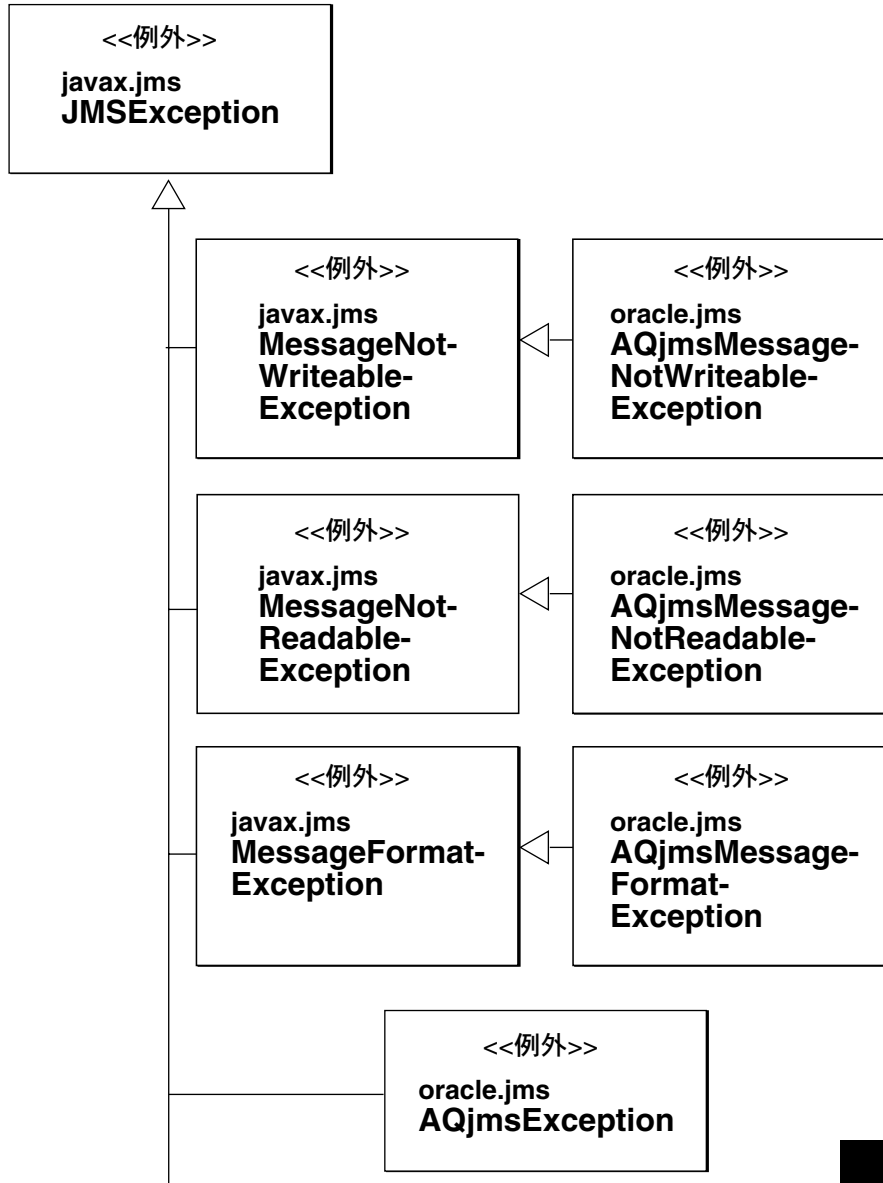 <<例外>>
javax.jms
JMSException
<<例外>>
javax.jms
MessageNot-
Writeable-
Exception
<<例外>>
oracle.jms
AQjmsMessage-
NotWriteable-
Exception
<<例外>>
javax.jms
MessageNot-
Readable-
Exception
<<例外>>
oracle.jms
AQjmsMessage-
NotReadable-
Exception
<<例外>>
javax.jms
MessageFormat-
Exception
<<例外>>
oracle.jms
AQjmsMessage-
Format-
Exception
<<例外>>
oracle.jms
AQjmsException